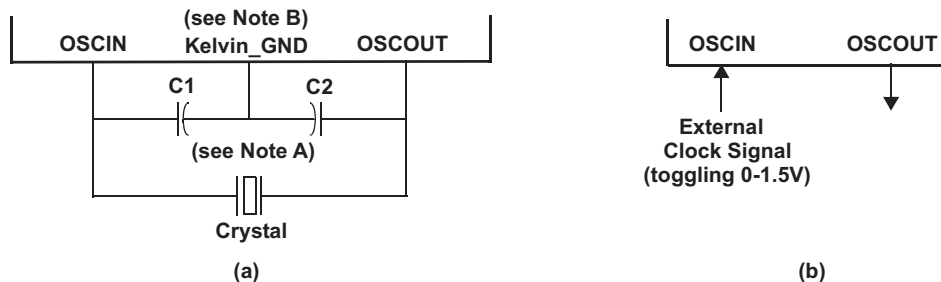 (see Note B)
OSCIN Kelvin_GND OSCOUT
C1 C2
(see Note A)
Crystal
(a)
OSCIN OSCOUT
External
Clock Signal
(toggling 0-1.5V)
(b)